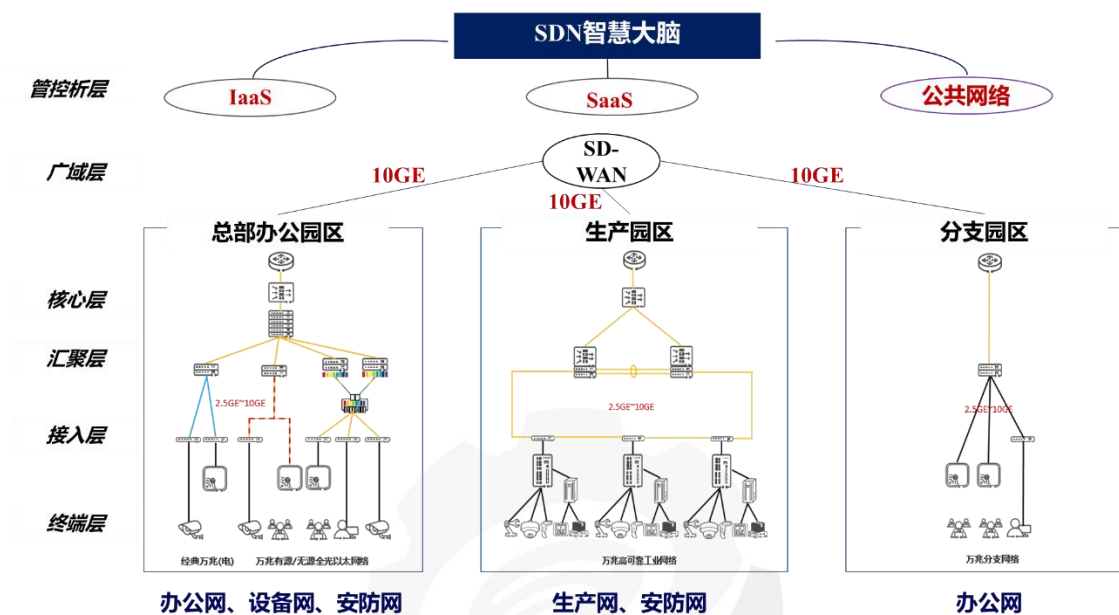 SDN智慧大脑
管控析层
IaaS
SaaS
公共网络
广域层
SD-
WAN
10GE
10GE
10GE
总部办公园区
生产园区
分支园区
核心层
汇聚层
2.5GE~10GE
2.5GE~10GE
2.5GE~10GE
接入层
终端层
经典万兆(电)
万兆有源/无源全光以太网络
万兆高可靠工业网络
万兆分支网络
办公网、设备网、安防网
生产网、安防网
办公网